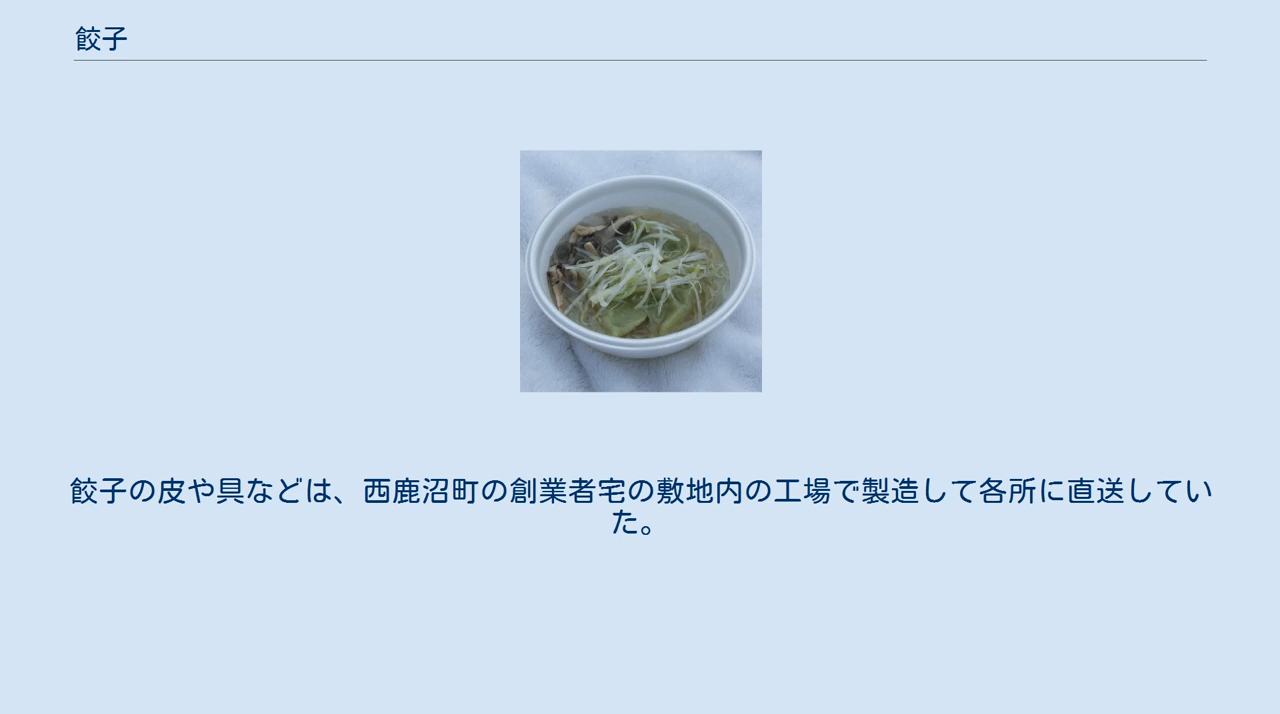 餃子
餃子の皮や具などは、西鹿沼町の創業者宅の敷地内の工場で製造して各所に直送してい
た。